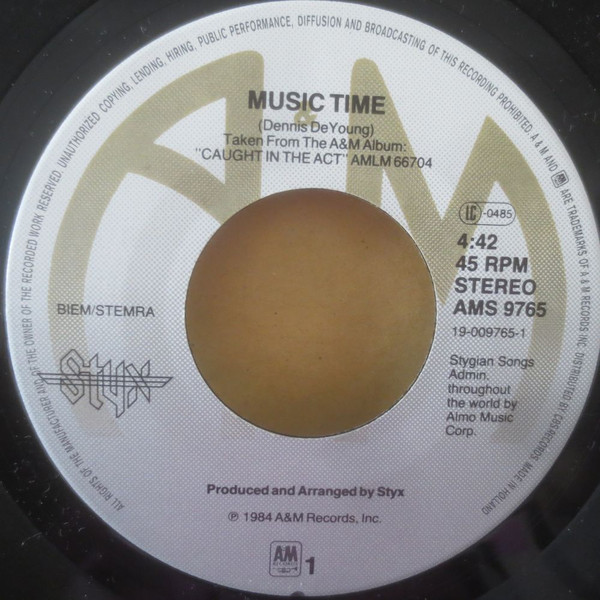 ALL RIGHTS OF THE MANUFACTURER AND OF THE OWNER OF THE RECORDED WORK RESERVED. UNAUTHORIZED COPYING, LENDING, HIRING, PUBLIC PERFORMANCE, DIFFUSION AND BROADCASTING OF THIS RECORDING PROHIBITED. A & M AND AM ARE TRADEMARKS OF A & M RECORDS INC. DISTRIBUTED BY CBS RECORDS. MADE IN HOLLAND
A&M
MUSIC TIME
(Dennis DeYoung)
Taken From The A&M Album:
"CAUGHT IN THE ACT" AMLM 66704
LC-0485
4:42
45 RPM
STEREO
AMS 9765
19-009765-1
BIEM/STEMRA
Styx
Stygian Songs
Admin.
throughout
the world by
Almo Music
Corp.
Produced and Arranged by Styx
℗ 1984 A&M Records, Inc.
AM
RECORDS
1